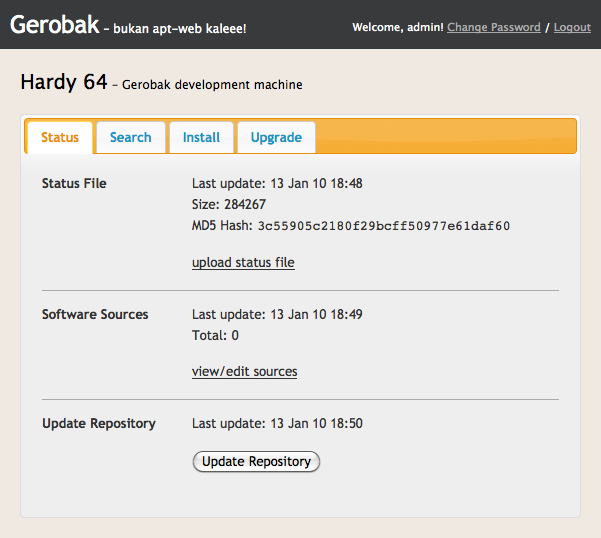 Gerobak – bukan apt-web kaleee!
Welcome, admin! Change Password / Logout
Hardy 64 – Gerobak development machine
Status Search Install Upgrade
Status File
Last update: 13 Jan 10 18:48
Size: 284267
MD5 Hash: 3c55905c2180f29bcff50977e61daf60
upload status file
Software Sources
Last update: 13 Jan 10 18:49
Total: 0
view/edit sources
Update Repository
Last update: 13 Jan 10 18:50
Update Repository